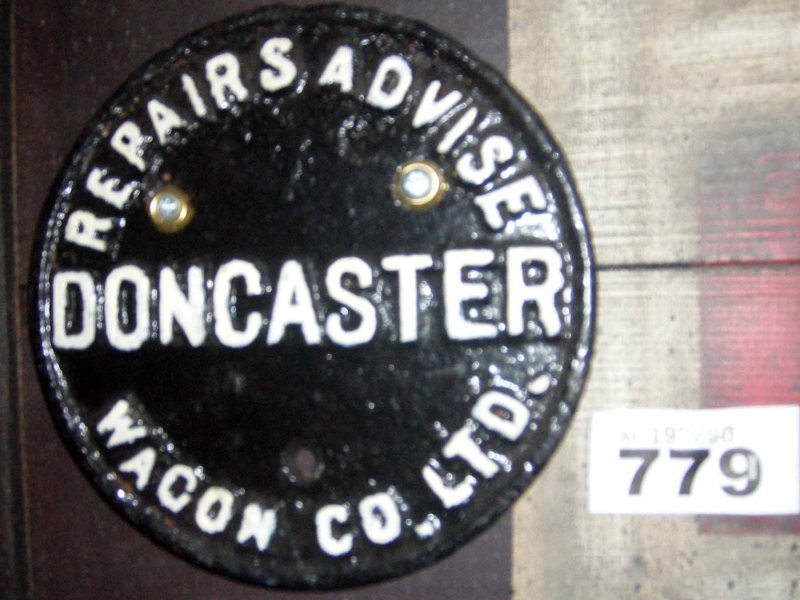 REPAIRS ADVISE
DONCASTER
WAGON CO. LTD.
779